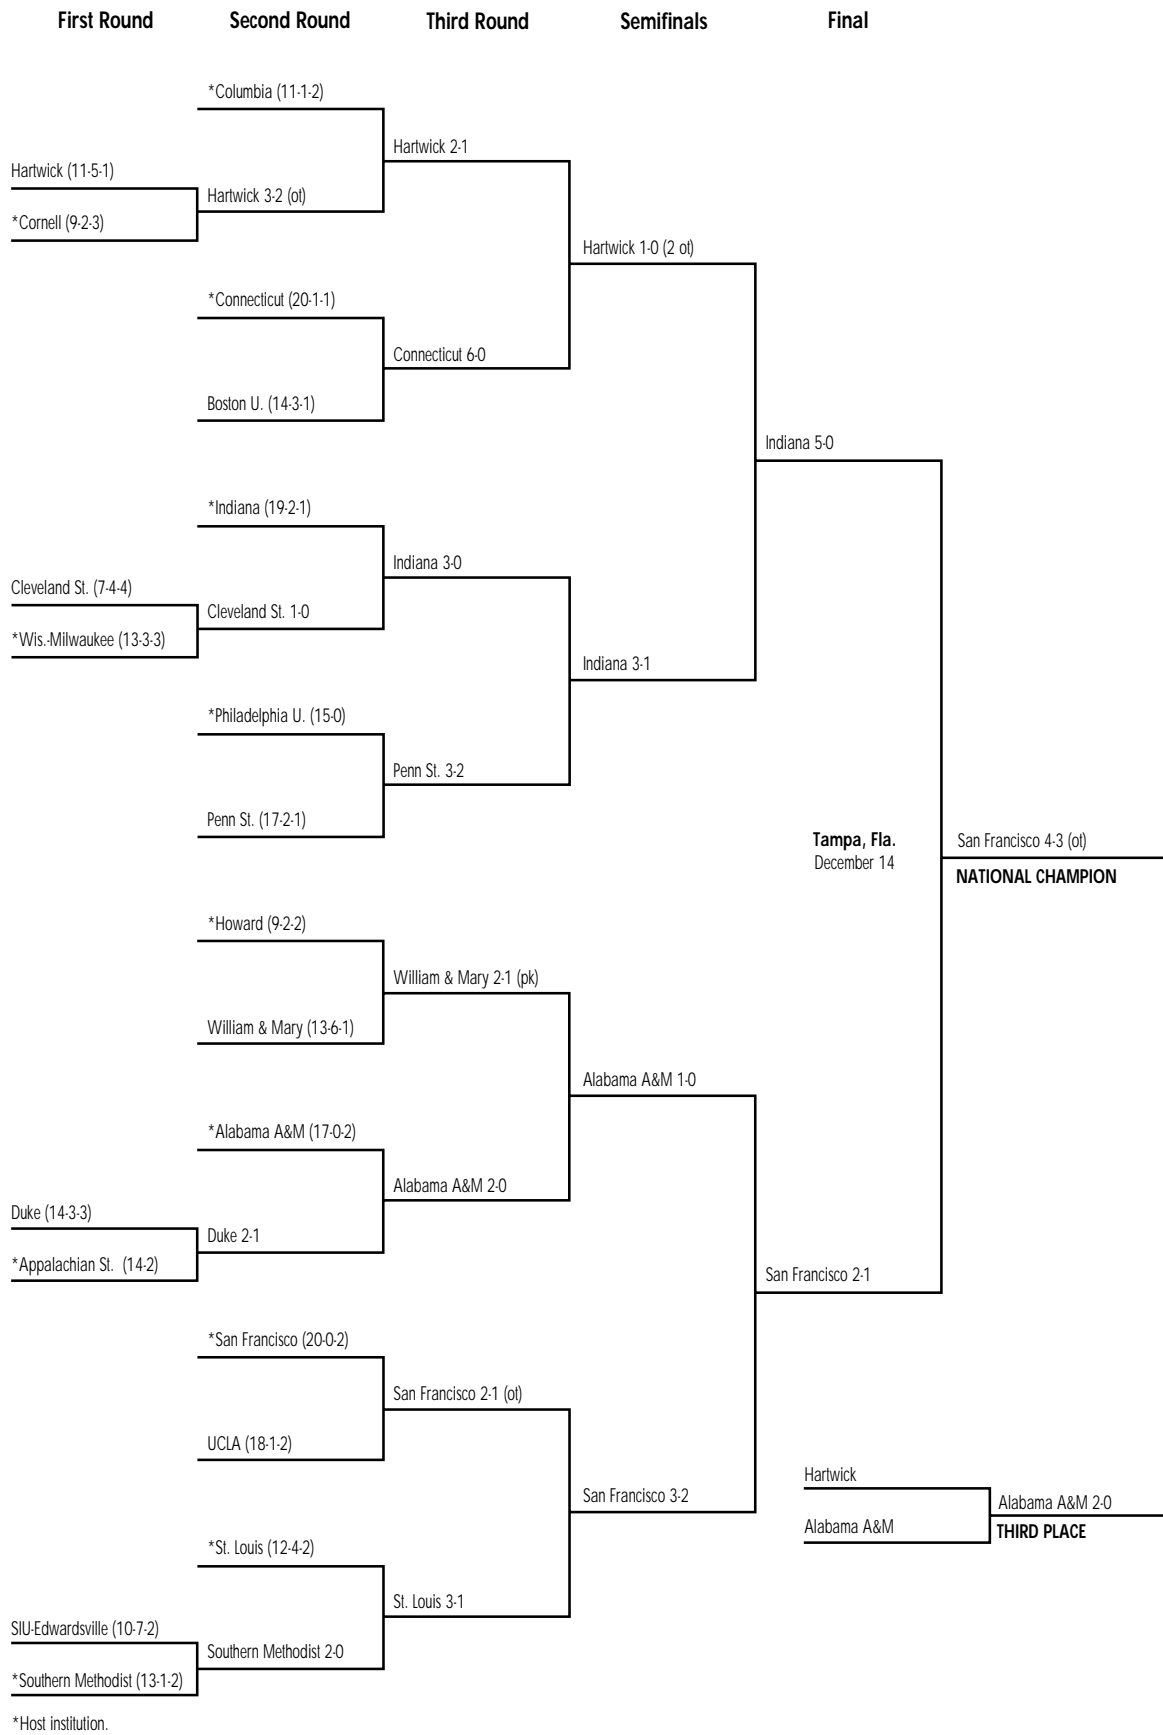 First Round Second Round Third Round Semifinals Final
*Columbia (11-1-2)
Hartwick 2-1
Hartwick (11-5-1)
Hartwick 3-2 (ot)
*Cornell (9-2-3)
Hartwick 1-0 (2 ot)
*Connecticut (20-1-1)
Connecticut 6-0
Boston U. (14-3-1)
Indiana 5-0
*Indiana (19-2-1)
Indiana 3-0
Cleveland St. (7-4-4)
Cleveland St. 1-0
*Wis.-Milwaukee (13-3-3)
Indiana 3-1
*Philadelphia U. (15-0)
Penn St. 3-2
Penn St. (17-2-1)
Tampa, Fla.
December 14
San Francisco 4-3 (ot)
NATIONAL CHAMPION
*Howard (9-2-2)
William & Mary 2-1 (pk)
William & Mary (13-6-1)
Alabama A&M 1-0
*Alabama A&M (17-0-2)
Alabama A&M 2-0
Duke (14-3-3)
Duke 2-1
*Appalachian St. (14-2)
San Francisco 2-1
*San Francisco (20-0-2)
San Francisco 2-1 (ot)
UCLA (18-1-2)
San Francisco 3-2
Hartwick
Alabama A&M 2-0
Alabama A&M
THIRD PLACE
*St. Louis (12-4-2)
St. Louis 3-1
SIU-Edwardsville (10-7-2)
Southern Methodist 2-0
*Southern Methodist (13-1-2)
*Host institution.